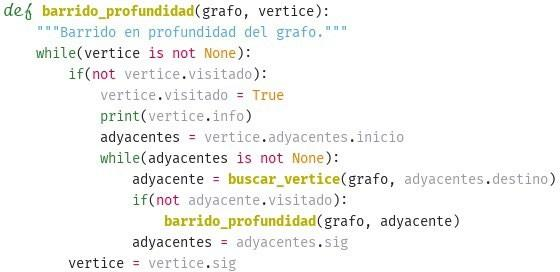 def barrido_profundidad(grafo, vertice):
    """Barrido en profundidad del grafo."""
    while(vertice is not None):
        if(not vertice.visitado):
            vertice.visitado = True
            print(vertice.info)
            adyacentes = vertice.adyacentes.inicio
            while(adyacentes is not None):
                adyacente = buscar_vertice(grafo, adyacentes.destino)
                if(not adyacente.visitado):
                    barrido_profundidad(grafo, adyacente)
                adyacentes = adyacentes.sig
        vertice = vertice.sig